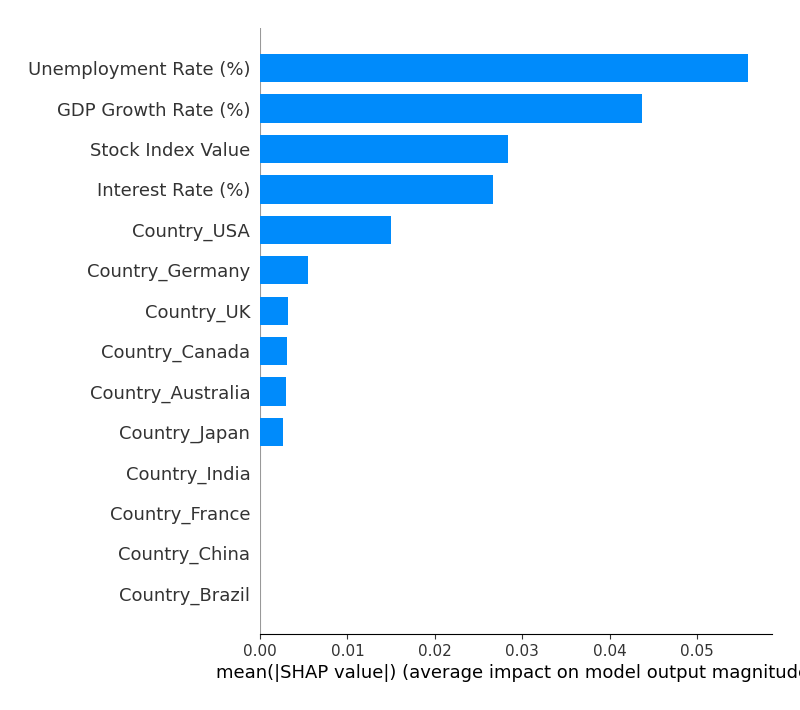 Unemployment Rate (%)
GDP Growth Rate (%)
Stock Index Value
Interest Rate (%)
Country_USA
Country_Germany
Country_UK
Country_Canada
Country_Australia
Country_Japan
Country_India
Country_France
Country_China
Country_Brazil
0.00 0.01 0.02 0.03 0.04 0.05
mean(|SHAP value|) (average impact on model output magnitude